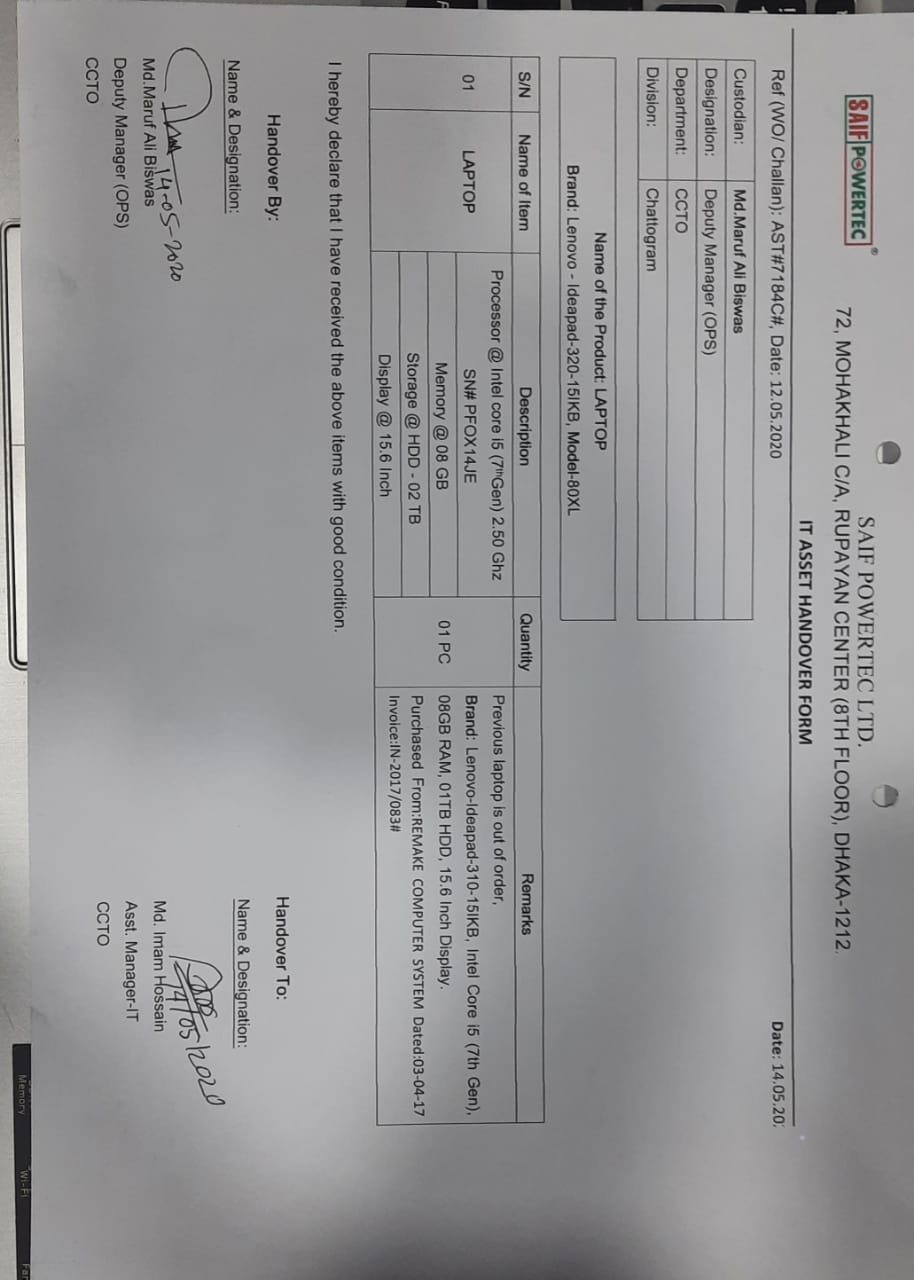 SAIF POWERTEC ®
SAIF POWERTEC LTD.
72, MOHAKHALI C/A, RUPAYAN CENTER (8TH FLOOR), DHAKA-1212.
IT ASSET HANDOVER FORM
Ref (WO/ Challan): AST#7184C#, Date: 12.05.2020 Date: 14.05.20
Custodian: Md.Maruf Ali Biswas
Designation: Deputy Manager (OPS)
Department: CCTO
Division: Chattogram
Name of the Product: LAPTOP
Brand: Lenovo - Ideapad-320-15IKB, Model-80XL
S/N Name of Item Description Quantity Remarks
01 LAPTOP
Processor @ Intel core i5 (7thGen) 2.50 Ghz
SN# PFOX14JE
Memory @ 08 GB
Storage @ HDD - 02 TB
Display @ 15.6 Inch
01 PC
Previous laptop is out of order,
Brand: Lenovo-Ideapad-310-15IKB, Intel Core i5 (7th Gen),
08GB RAM, 01TB HDD, 15.6 Inch Display.
Purchased From:REMAKE COMPUTER SYSTEM Dated:03-04-17
Invoice:IN-2017/083#
I hereby declare that I have received the above items with good condition.
Handover By:
Name & Designation:
14-05-2020
Md.Maruf Ali Biswas
Deputy Manager (OPS)
CCTO
Handover To:
Name & Designation:
14/05/2020
Md. Imam Hossain
Asst. Manager-IT
CCTO
Memory
Wi-Fi